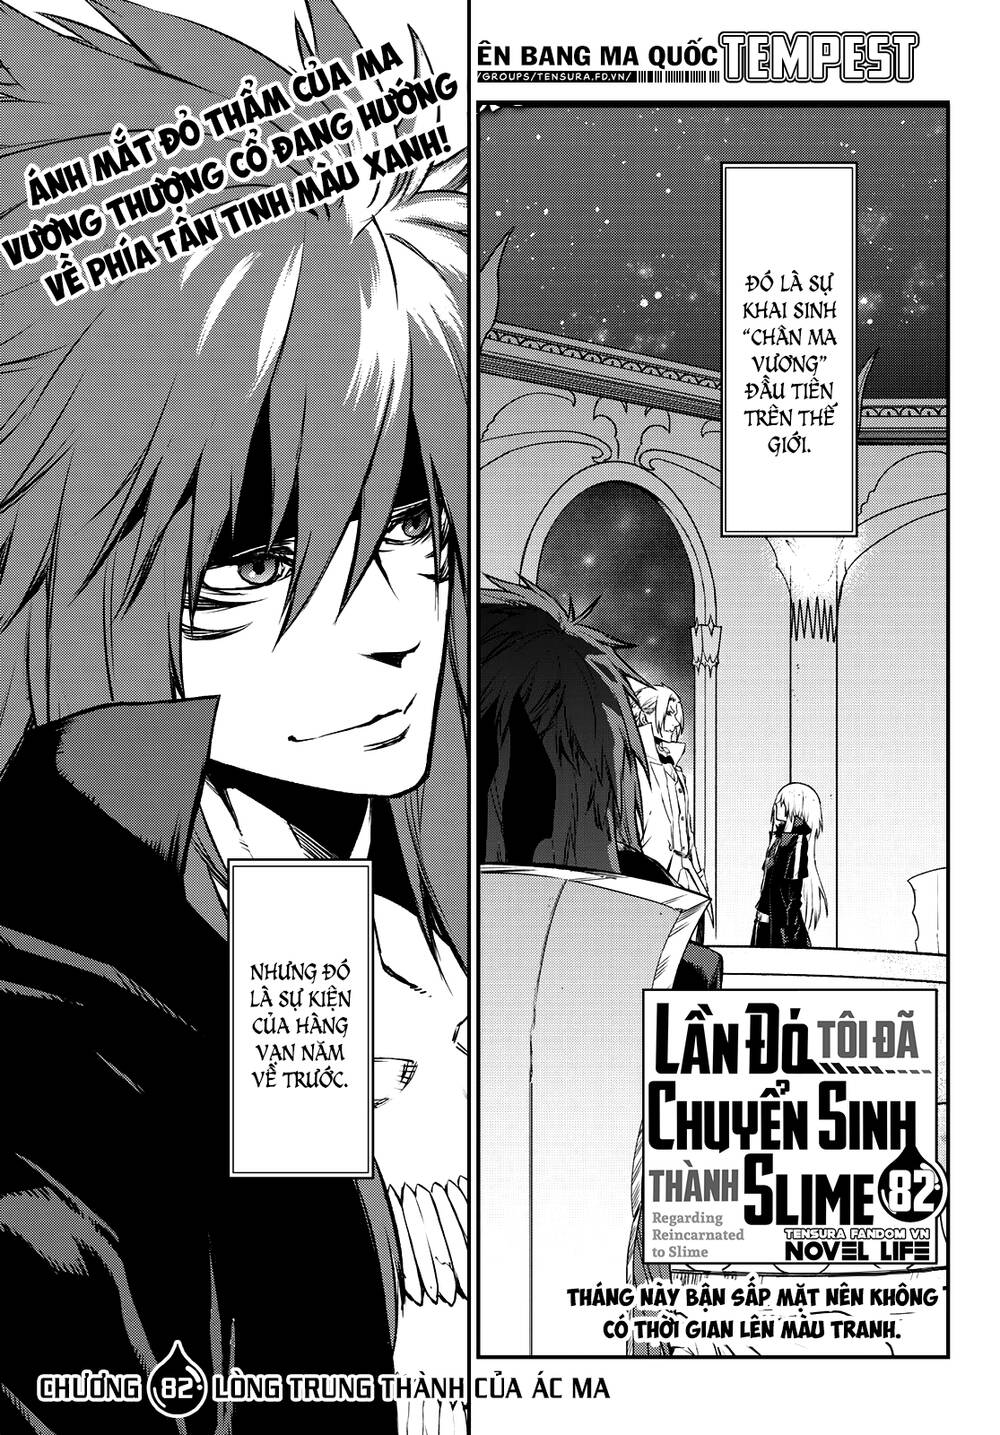 ÊN BANG MA QUỐC TEMPEST
/GROUPS/TENSURA.FD.VN/
ÁNH MẮT ĐỎ THẨM CỦA MA
VƯƠNG THƯỢNG CỔ ĐANG HƯỚNG
VỀ PHÍA TÂN TINH MÀU XANH!
ĐÓ LÀ SỰ
KHAI SINH
“CHÂN MA
VƯƠNG”
ĐẦU TIÊN
TRÊN THẾ
GIỚI.
NHƯNG ĐÓ
LÀ SỰ KIỆN
CỦA HÀNG
VẠN NĂM
VỀ TRƯỚC.
LẦN ĐÓ TÔI ĐÃ
CHUYỂN SINH
THÀNH SLIME 82
Regarding
Reincarnated
to Slime
TENSURA FANDOM VN
NOVEL LIFE
THÁNG NÀY BẬN SẤP MẶT NÊN KHÔNG
CÓ THỜI GIAN LÊN MÀU TRANH.
CHƯƠNG 82 LÒNG TRUNG THÀNH CỦA ÁC MA